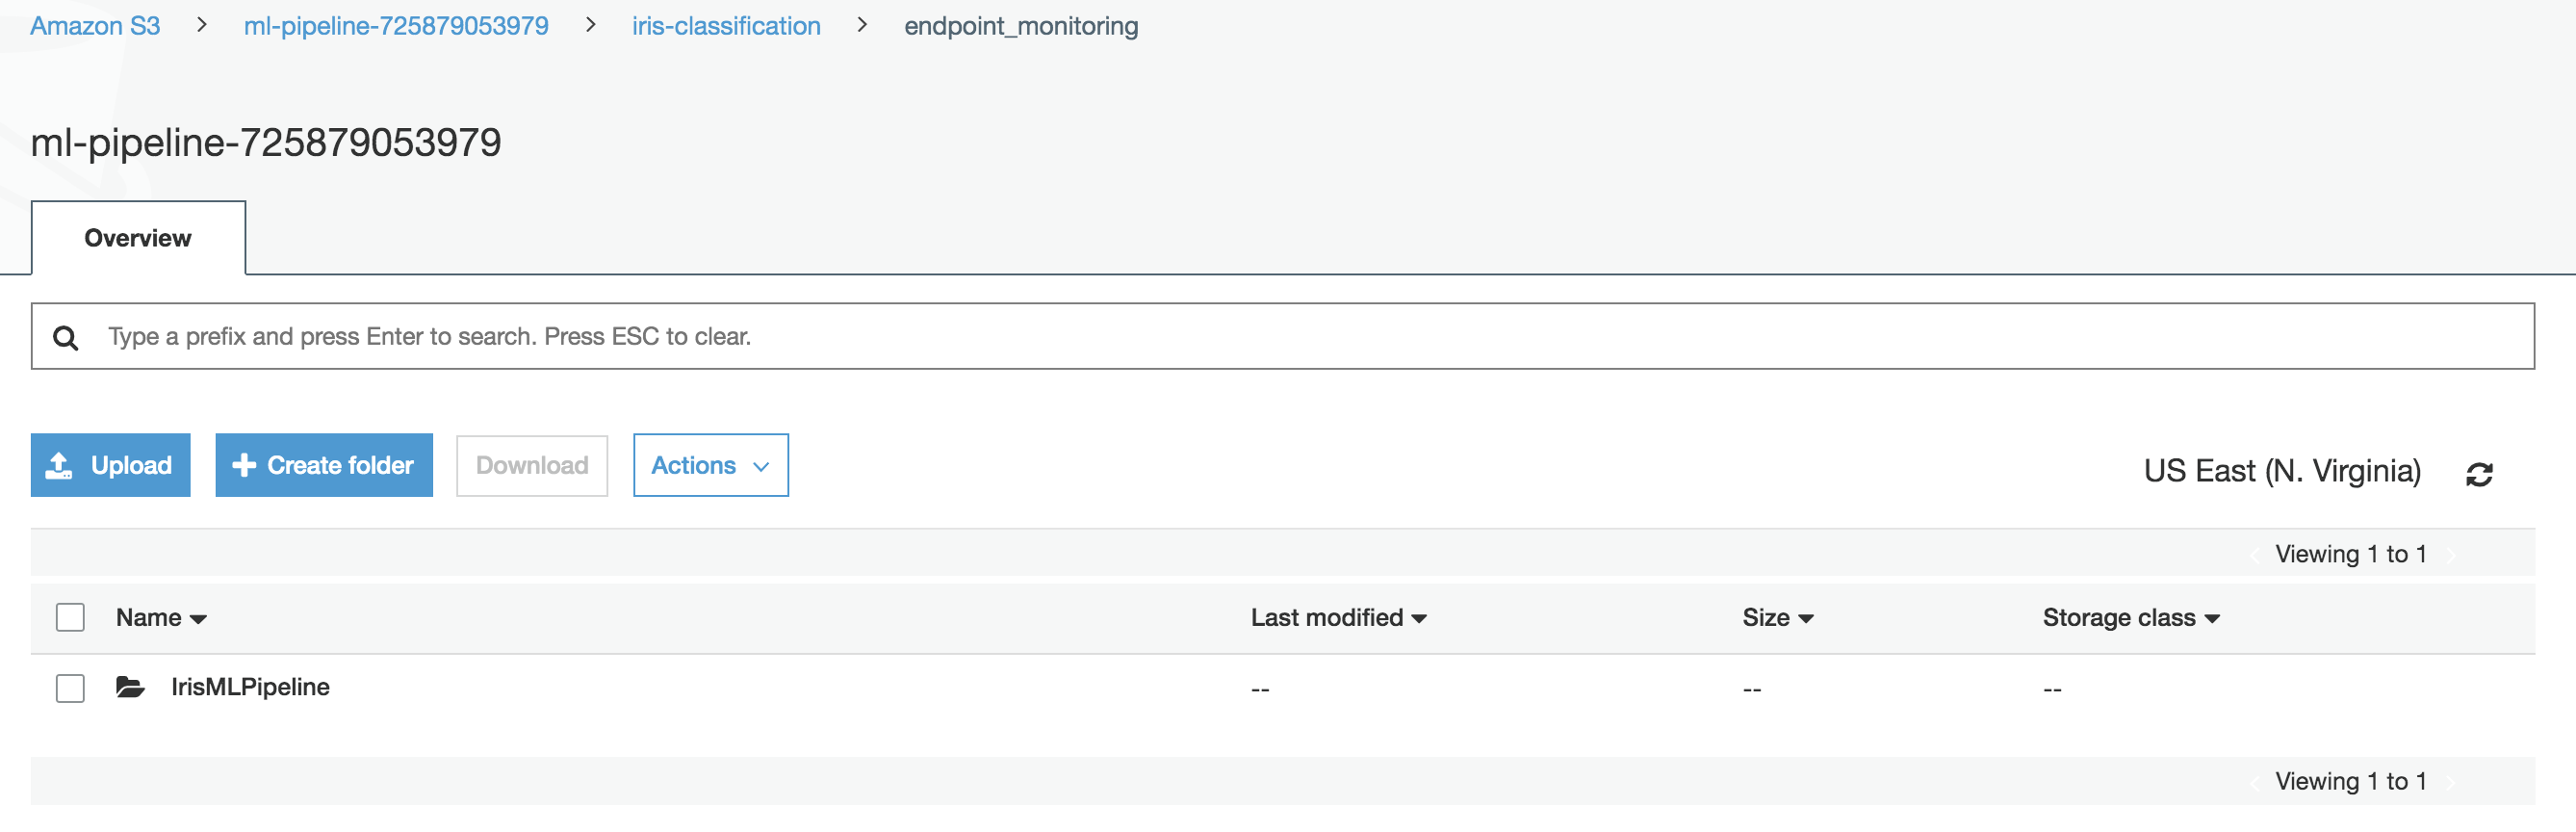 Amazon S3 > ml-pipeline-725879053979 > iris-classification > endpoint_monitoring
ml-pipeline-725879053979
Overview
Type a prefix and press Enter to search. Press ESC to clear.
Upload Create folder Download Actions US East (N. Virginia)
Viewing 1 to 1
Name Last modified Size Storage class
IrisMLPipeline -- -- --
Viewing 1 to 1